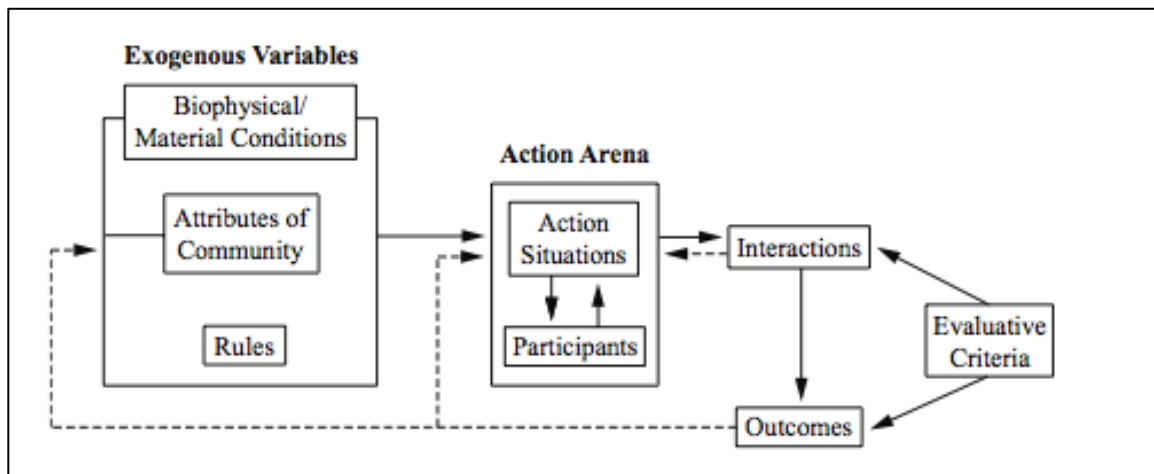 Exogenous Variables
Biophysical/
Material Conditions
Attributes of
Community
Rules
Action Arena
Action
Situations
Participants
Interactions
Evaluative
Criteria
Outcomes